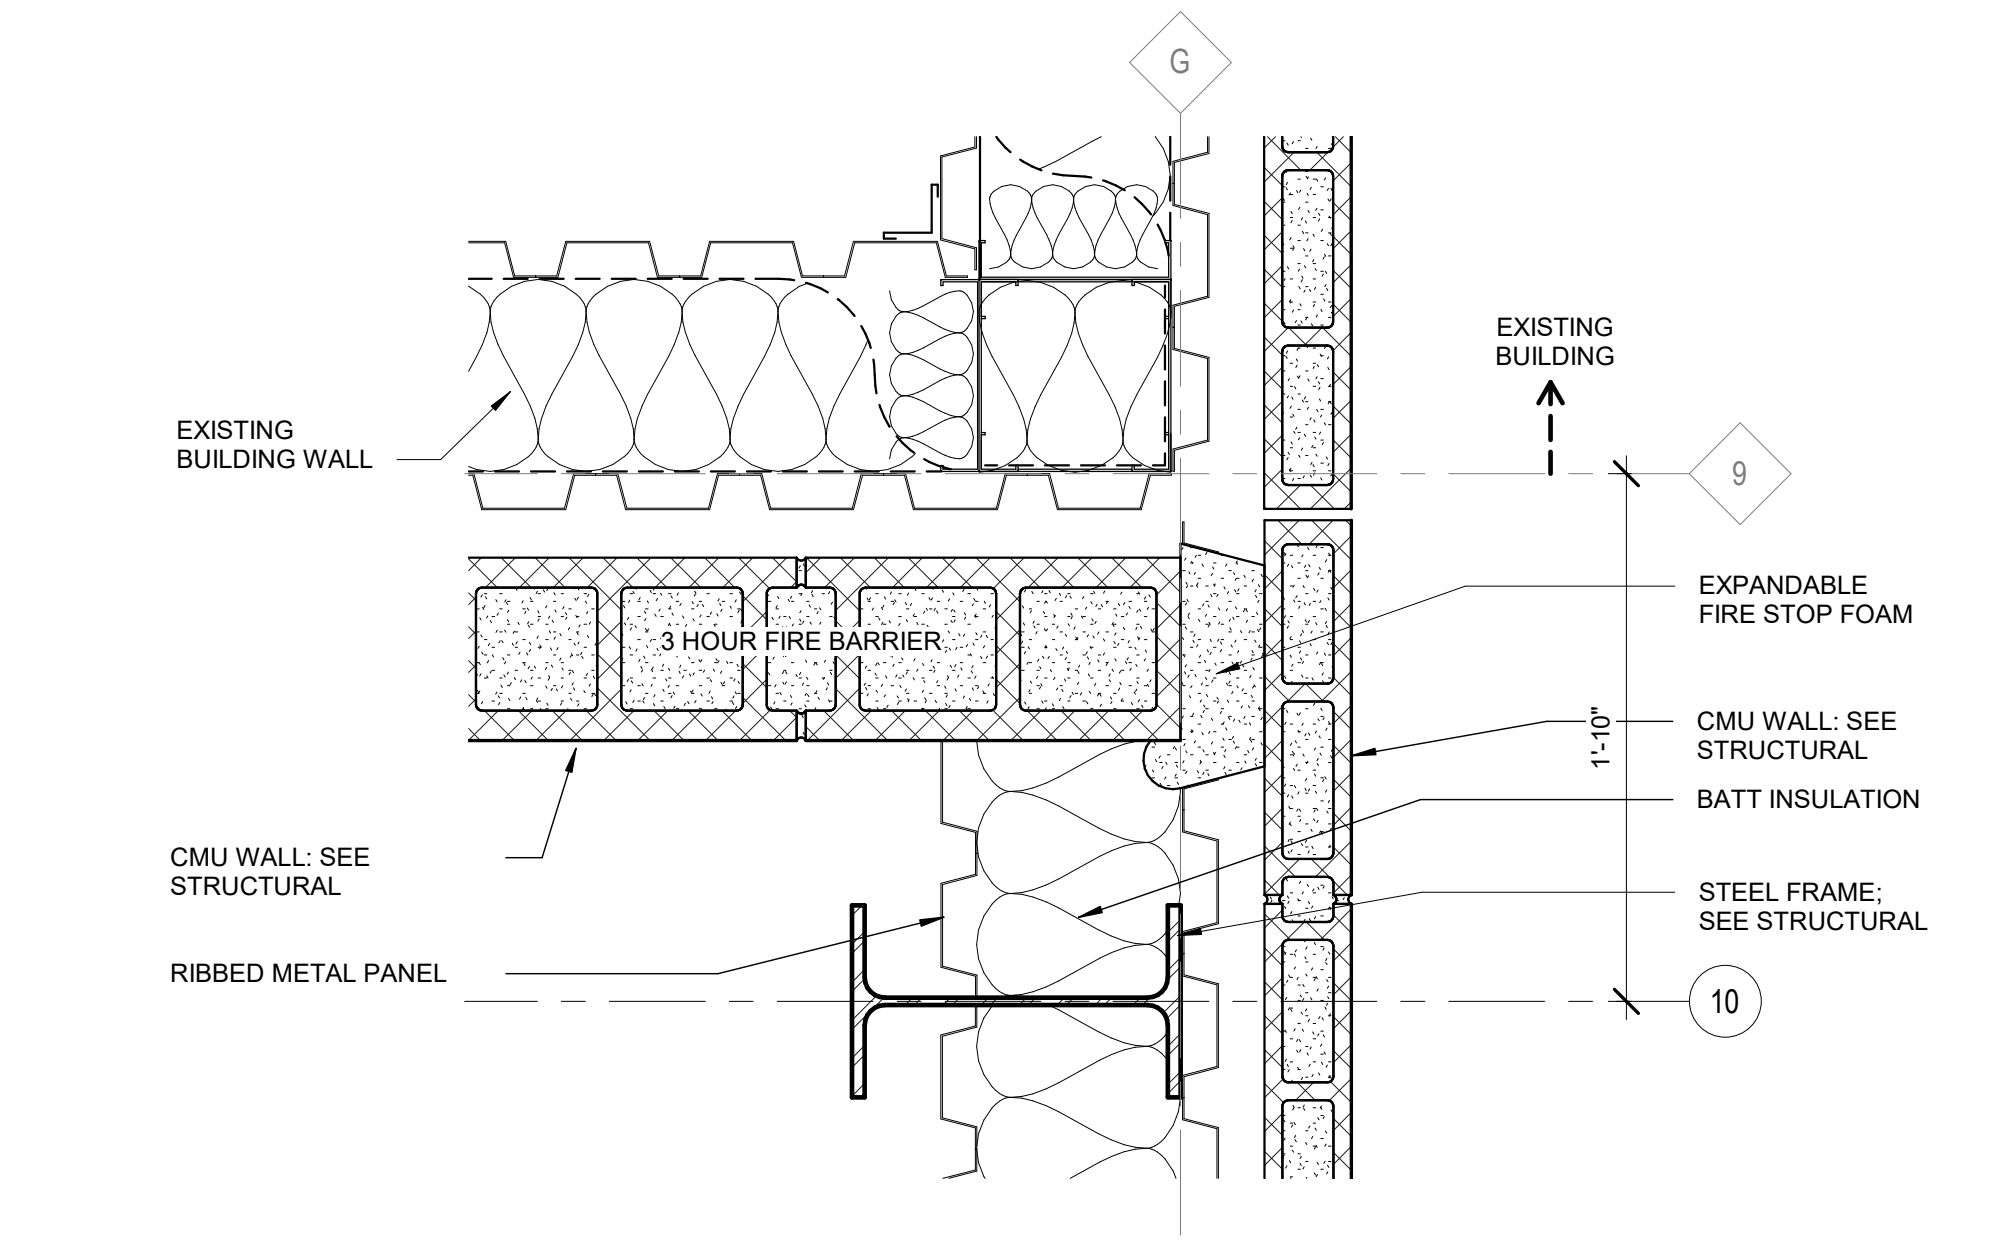 G
EXISTING
BUILDING
EXISTING
BUILDING WALL
9
EXPANDABLE
FIRE STOP FOAM
3 HOUR FIRE BARRIER
1'-10"
CMU WALL: SEE
STRUCTURAL
BATT INSULATION
CMU WALL: SEE
STRUCTURAL
STEEL FRAME;
SEE STRUCTURAL
RIBBED METAL PANEL
10